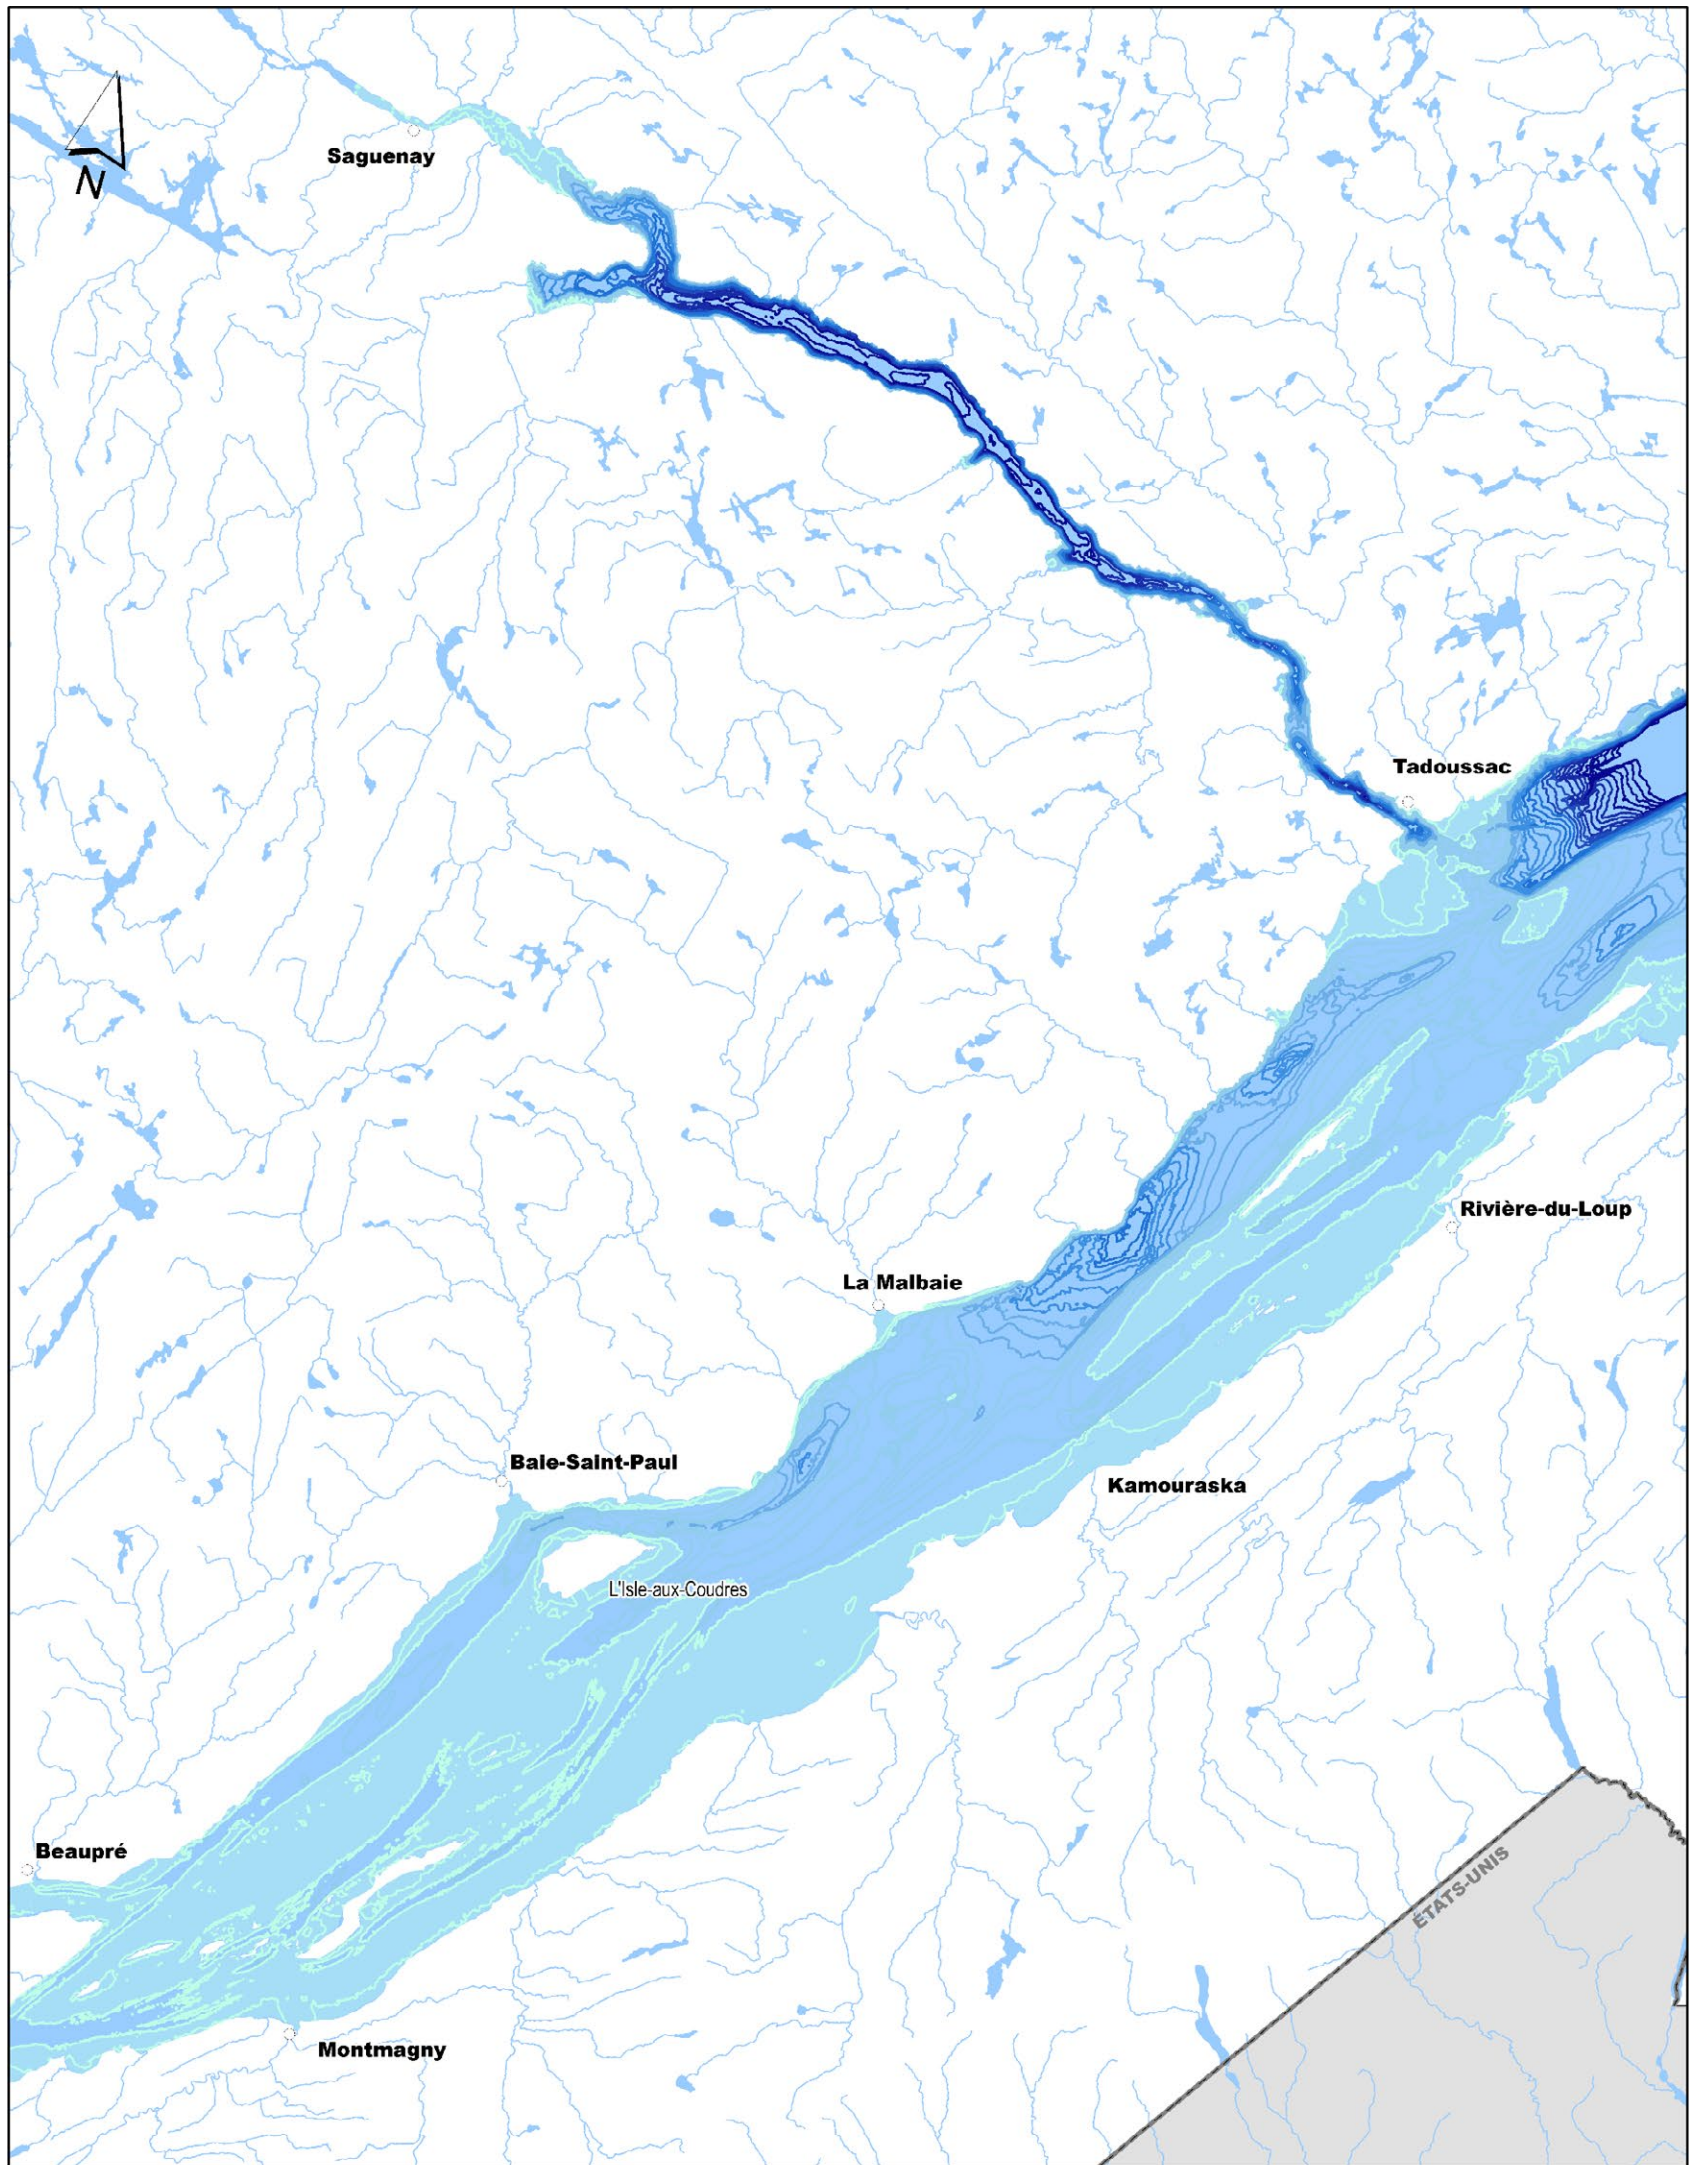 Saguenay
N
Tadoussac
Rivière-du-Loup
La Malbaie
Baie-Saint-Paul
Kamouraska
L'Isle-aux-Coudres
Beaupré
ÉTATS-UNIS
Montmagny